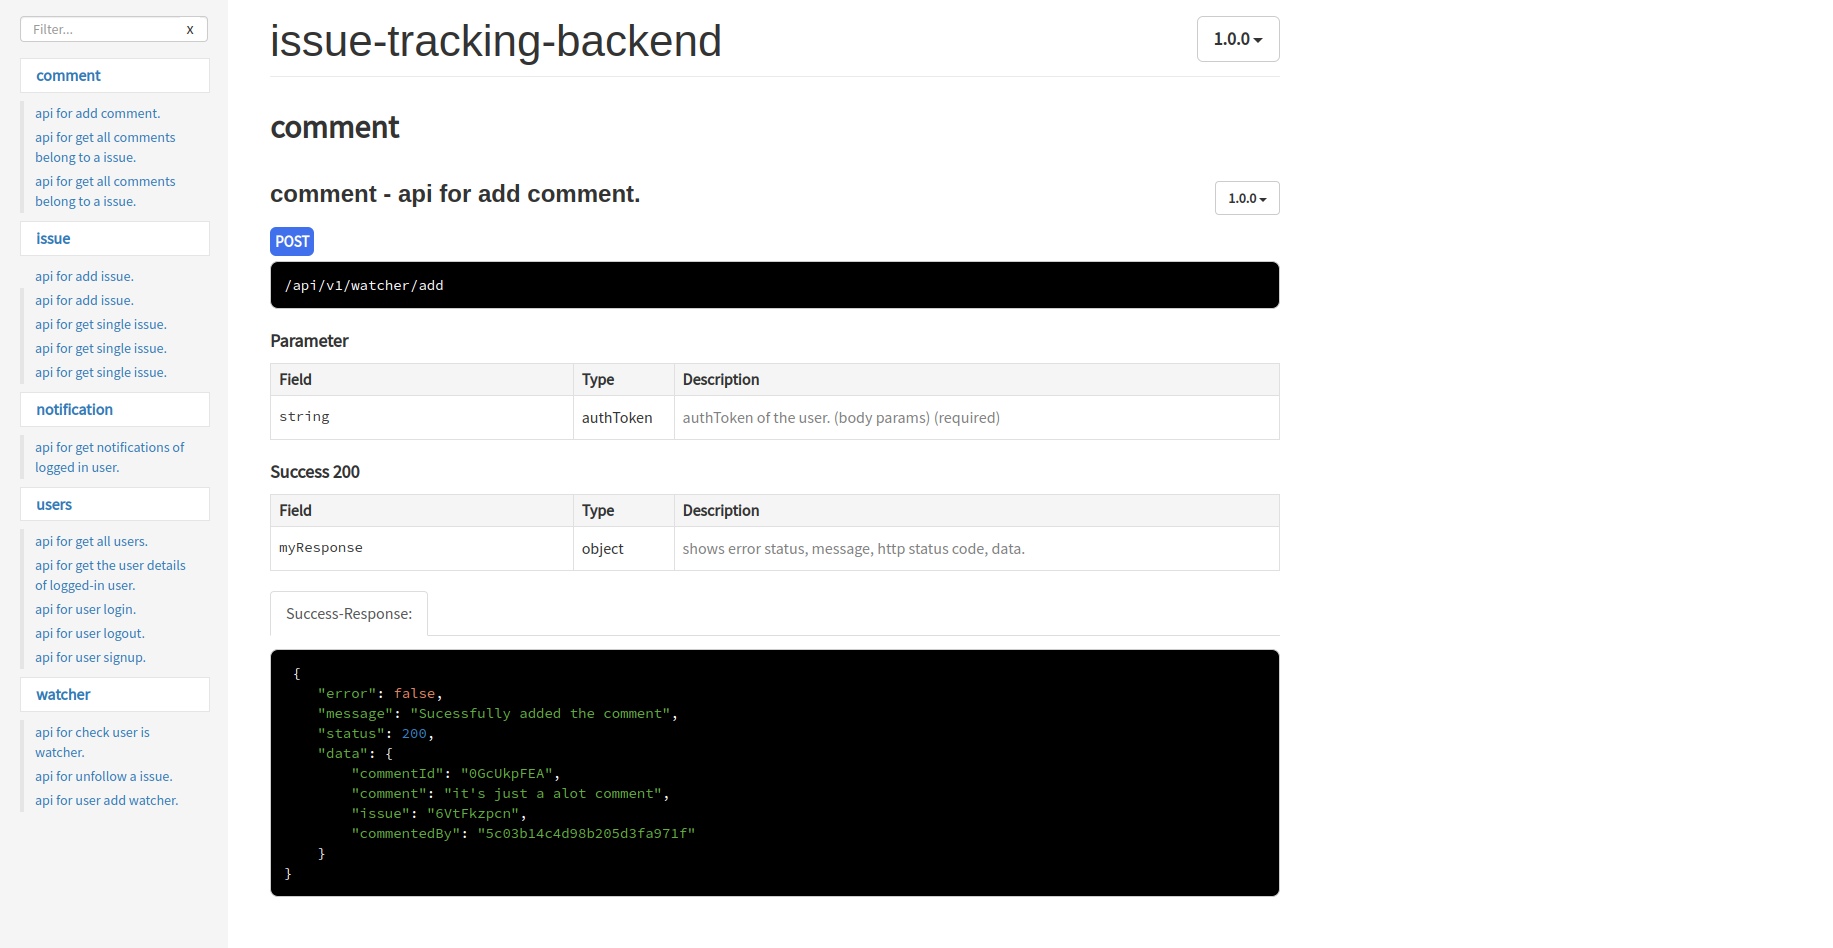 Filter... x
comment
api for add comment.
api for get all comments
belong to a issue.
api for get all comments
belong to a issue.
issue
api for add issue.
api for add issue.
api for get single issue.
api for get single issue.
api for get single issue.
notification
api for get notifications of
logged in user.
users
api for get all users.
api for get the user details
of logged-in user.
api for user login.
api for user logout.
api for user signup.
watcher
api for check user is
watcher.
api for unfollow a issue.
api for user add watcher.
issue-tracking-backend 1.0.0
comment
comment - api for add comment. 1.0.0
POST
/api/v1/watcher/add
Parameter
Field Type Description
string authToken authToken of the user. (body params) (required)
Success 200
Field Type Description
myResponse object shows error status, message, http status code, data.
Success-Response:
{
"error": false,
"message": "Sucessfully added the comment",
"status": 200,
"data": {
"commentId": "0GcUkpFEA",
"comment": "it's just a alot comment",
"issue": "6VtFkzpcn",
"commentedBy": "5c03b14c4d98b205d3fa971f"
}
}